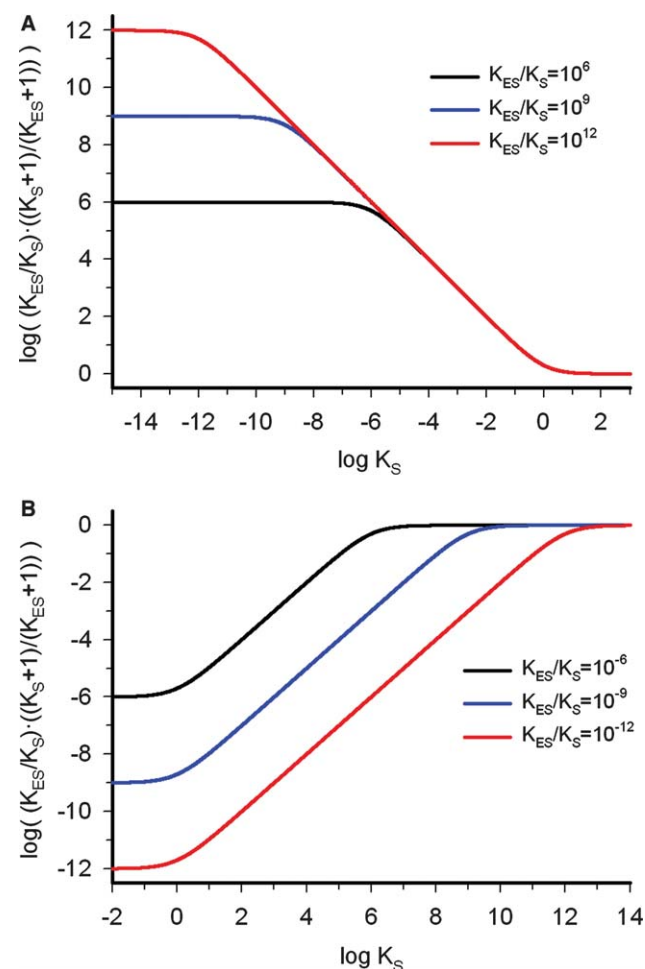 A
log( (K_ES/K_S)·((K_S+1)/(K_ES+1)) )
12
10
8
6
4
2
0
K_ES/K_S=10^6
K_ES/K_S=10^9
K_ES/K_S=10^12
-14 -12 -10 -8 -6 -4 -2 0 2
log K_S
B
log( (K_ES/K_S)·((K_S+1)/(K_ES+1)) )
0
-2
-4
-6
-8
-10
-12
K_ES/K_S=10^-6
K_ES/K_S=10^-9
K_ES/K_S=10^-12
-2 0 2 4 6 8 10 12 14
log K_S